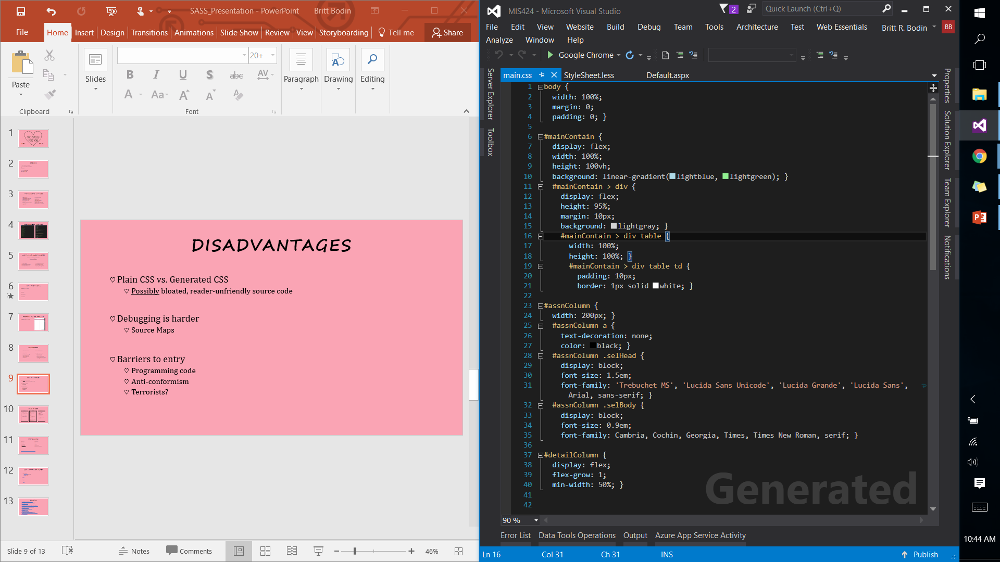 SASS_Presentation - PowerPoint
Britt Bodin
File
Home
Insert
Design
Transitions
Animations
Slide Show
Review
View
Storyboarding
Tell me
Share
Paste
Clipboard
20+
B
I
U
S
abc
AV
A
Aa
A
A
A
Font
Slides
Paragraph
Drawing
Editing
1
2
3
4
5
6
7
8
9
10
11
12
13
DISADVANTAGES
Plain CSS vs. Generated CSS
Possibly bloated, reader-unfriendly source code
Debugging is harder
Source Maps
Barriers to entry
Programming code
Anti-conformism
Terrorists?
Slide 9 of 13
Notes
Comments
46%
MIS424 - Microsoft Visual Studio
2
Quick Launch (Ctrl+Q)
File
Edit
View
Website
Build
Debug
Team
Tools
Architecture
Test
Web Essentials
Britt R. Bodin
BB
Analyze
Window
Help
Google Chrome
Server Explorer
Toolbox
main.css
StyleSheet.less
Default.aspx
1 body {
2 width: 100%;
3 margin: 0;
4 padding: 0; }
5
6 #mainContain {
7 display: flex;
8 width: 100%;
9 height: 100vh;
10 background: linear-gradient(lightblue, lightgreen); }
11 #mainContain > div {
12 display: flex;
13 height: 95%;
14 margin: 10px;
15 background: lightgray; }
16 #mainContain > div table {
17 width: 100%;
18 height: 100%; }
19 #mainContain > div table td {
20 padding: 10px;
21 border: 1px solid white; }
22
23 #assnColumn {
24 width: 200px; }
25 #assnColumn a {
26 text-decoration: none;
27 color: black; }
28 #assnColumn .selHead {
29 display: block;
30 font-size: 1.5em;
31 font-family: 'Trebuchet MS', 'Lucida Sans Unicode', 'Lucida Grande', 'Lucida Sans',
Arial, sans-serif; }
32 #assnColumn .selBody {
33 display: block;
34 font-size: 0.9em;
35 font-family: Cambria, Cochin, Georgia, Times, Times New Roman, serif; }
36
37 #detailColumn {
38 display: flex;
39 flex-grow: 1;
40 min-width: 50%; }
41
42
Generated
90 %
Properties
Solution Explorer
Team Explorer
Notifications
Error List
Data Tools Operations
Output
Azure App Service Activity
Ln 16
Col 31
Ch 31
INS
Publish
10:44 AM